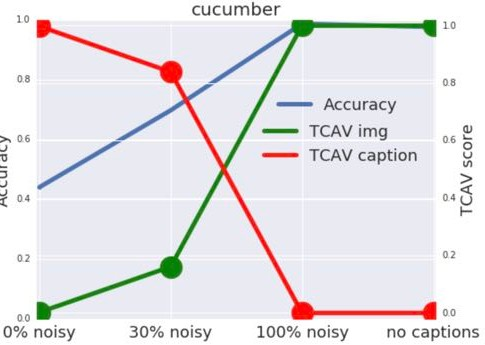 cucumber
1.0
0.8
0.6
0.4
0.2
0.0
Accuracy
1.0
0.8
0.6
0.4
0.2
0.0
TCAV score
Accuracy
TCAV img
TCAV caption
0% noisy 30% noisy 100% noisy no captions